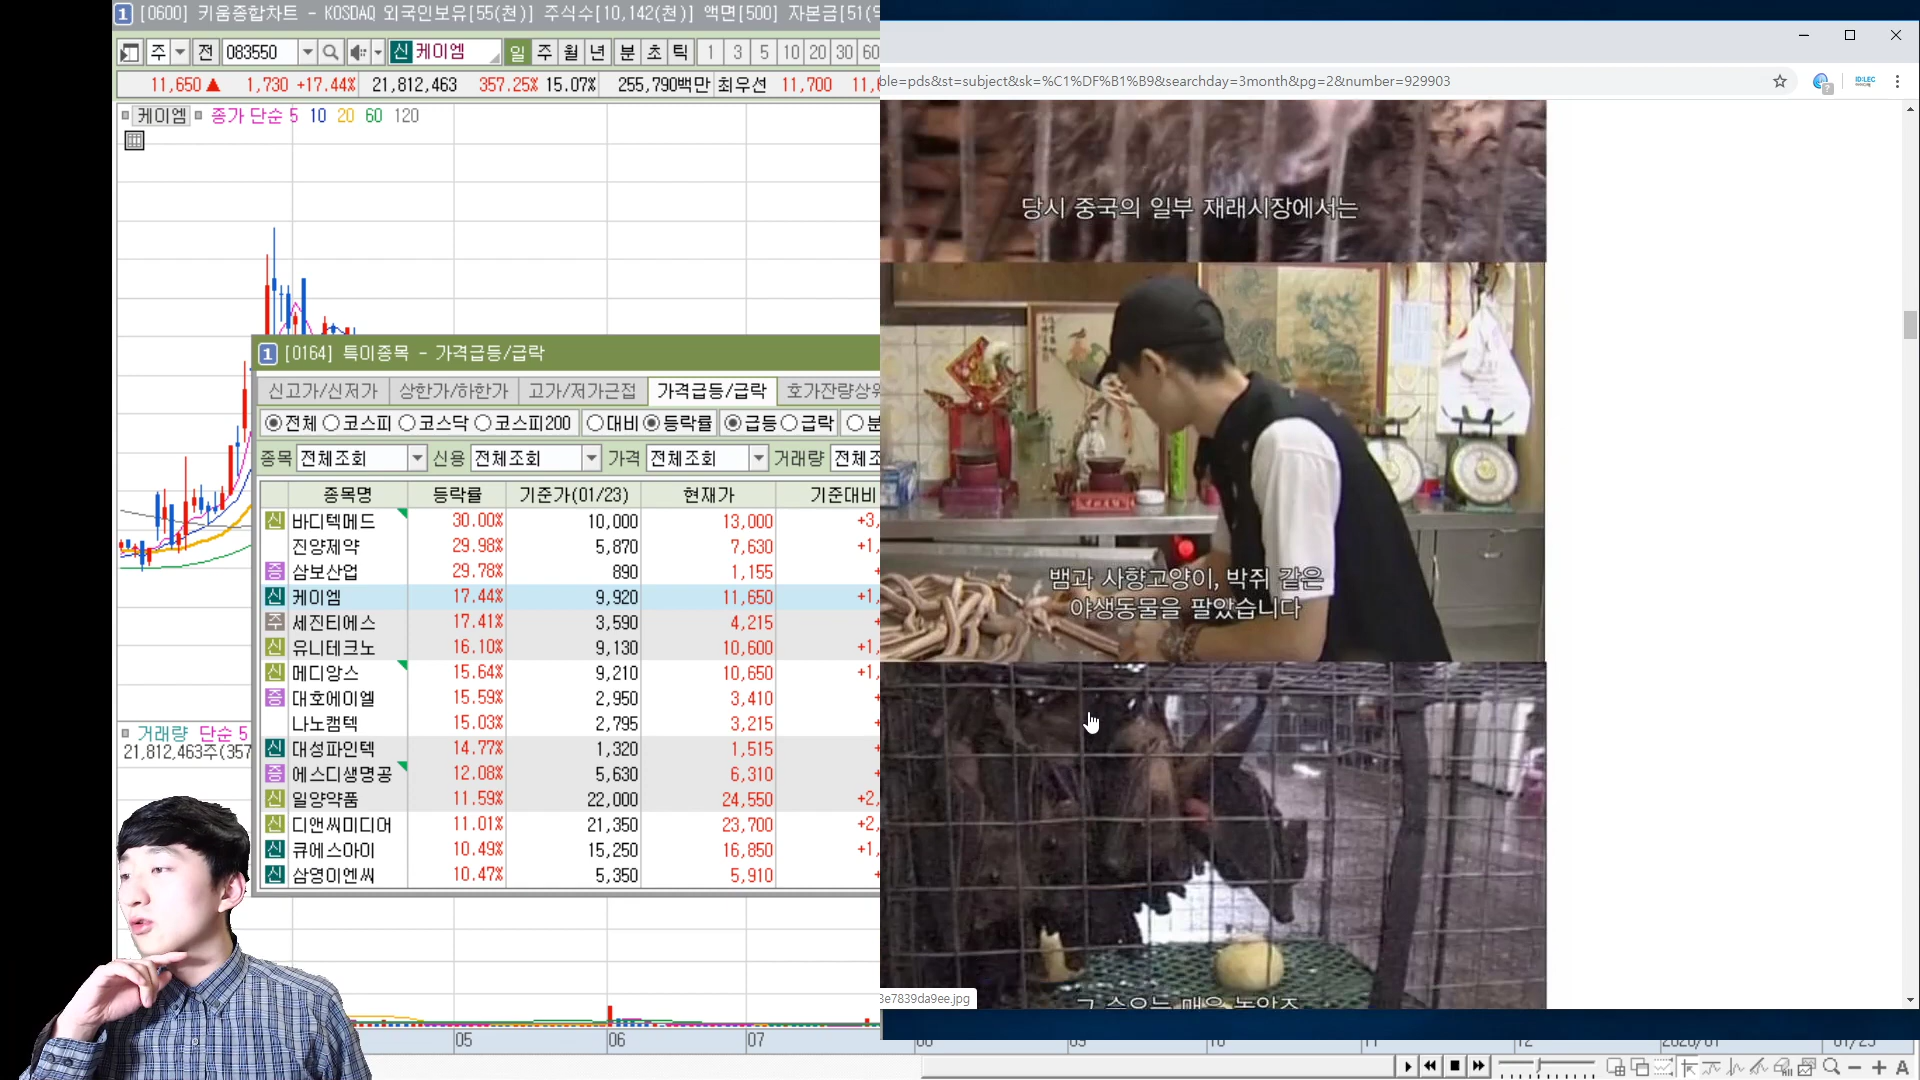 [0600] 키움종합차트 - KOSDAQ 외국인보유[55(천)] 주식수[10,142(천)] 액면[500] 자본금[51(
주 전 083550 신 케이엠 일 주 월 년 분 초 틱 1 3 5 10 20 30 60
11,650 ▲ 1,730 +17.44% 21,812,463 357.25% 15.07% 255,790백만 최우선 11,700
케이엠 종가 단순 5 10 20 60 120
1 [0164] 특이종목 - 가격급등/급락
신고가/신저가 상한가/하한가 고가/저가근접 가격급등/급락 호가잔량상위
전체 코스피 코스닥 코스피200 대비 등락률 급등 급락 분
종목 전체조회 신용 전체조회 가격 전체조회 거래량 전체조
종목명 등락률 기준가(01/23) 현재가 기준대비
신 바디텍메드 30.00% 10,000 13,000 +3,
진양제약 29.98% 5,870 7,630 +1,
증 삼보산업 29.78% 890 1,155 +
신 케이엠 17.44% 9,920 11,650 +1,
주 세진티에스 17.41% 3,590 4,215 +
신 유니테크노 16.10% 9,130 10,600 +1,
신 메디앙스 15.64% 9,210 10,650 +1,
증 대호에이엘 15.59% 2,950 3,410 +
나노캠텍 15.03% 2,795 3,215 +
신 대성파인텍 14.77% 1,320 1,515 +
증 에스디생명공 12.08% 5,630 6,310 +
신 일양약품 11.59% 22,000 24,550 +2,
신 디앤씨미디어 11.01% 21,350 23,700 +2,
신 큐에스아이 10.49% 15,250 16,850 +1,
신 삼영이엔씨 10.47% 5,350 5,910 +
거래량 단순 5
21,812,463주(357
05 06 07
ble=pds&st=subject&sk=%C1%DF%B1%B9&searchday=3month&pg=2&number=929903
당시 중국의 일부 재래시장에서는
뱀과 사향고양이, 박쥐 같은
야생동물을 팔았습니다
3e7839da9ee.jpg